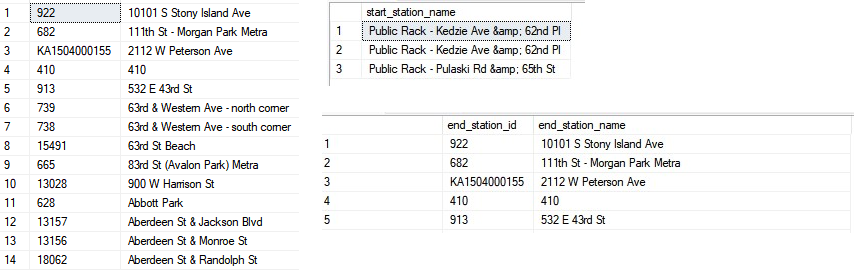 1 922 10101 S Stony Island Ave
2 682 111th St - Morgan Park Metra
3 KA1504000155 2112 W Peterson Ave
4 410 410
5 913 532 E 43rd St
6 739 63rd & Western Ave - north corner
7 738 63rd & Western Ave - south corner
8 15491 63rd St Beach
9 665 83rd St (Avalon Park) Metra
10 13028 900 W Harrison St
11 628 Abbott Park
12 13157 Aberdeen St & Jackson Blvd
13 13156 Aberdeen St & Monroe St
14 18062 Aberdeen St & Randolph St
start_station_name
1 Public Rack - Kedzie Ave &amp; 62nd Pl
2 Public Rack - Kedzie Ave &amp; 62nd Pl
3 Public Rack - Pulaski Rd &amp; 65th St
end_station_id end_station_name
1 922 10101 S Stony Island Ave
2 682 111th St - Morgan Park Metra
3 KA1504000155 2112 W Peterson Ave
4 410 410
5 913 532 E 43rd St